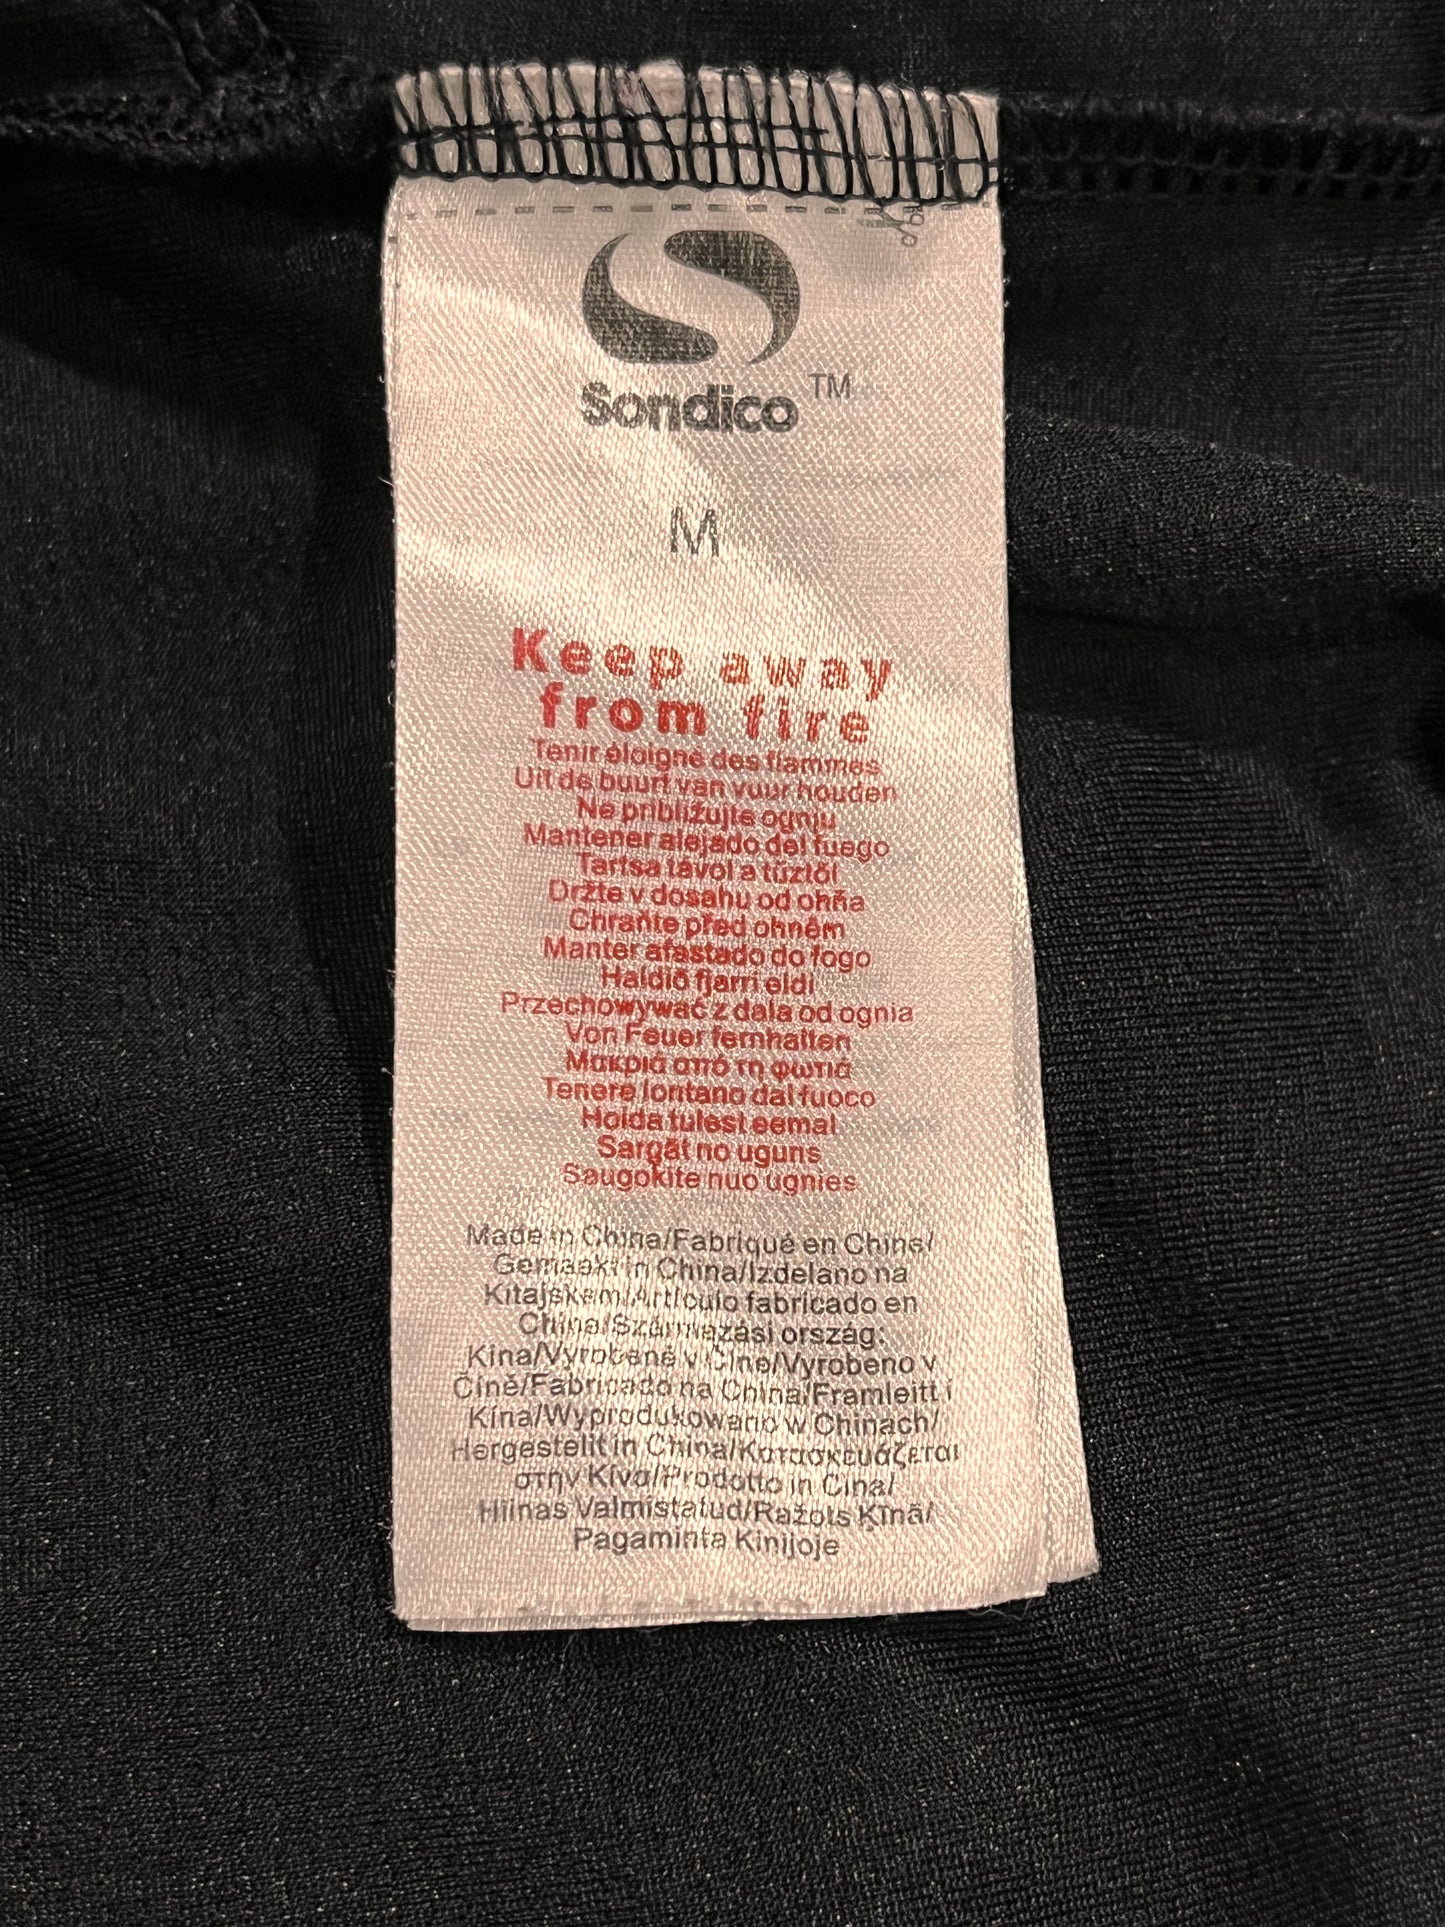 Sondico TM
M
Keep away
from fire
Tenir éloigné des flammes
Uit de buurt van vuur houden
Ne približujte ognju
Mantener alejado del fuego
Tartsa távol a tűztől
Držte v dosahu od ohňa
Chraňte před ohněm
Manter afastado do fogo
Haldið fjarri eldi
Przechowywać z dala od ognia
Von Feuer fernhalten
Μακριά από τη φωτιά
Tenere lontano dal fuoco
Hoida tulest eemal
Sargāt no uguns
Saugokite nuo ugnies
Made in China/Fabriqué en Chine/
Gemaakt in China/Izdelano na
Kitajskem/Artículo fabricado en
China/Származási ország:
Kína/Vyrobené v Číne/Vyrobeno v
Číně/Fabricado na China/Framleitt í
Kína/Wyprodukowano w Chinach/
Hergestellt in China/Κατασκευάζεται
στην Κίνα/Prodotto in Cina/
Hiinas Valmistatud/Ražots Ķīnā/
Pagaminta Kinijoje